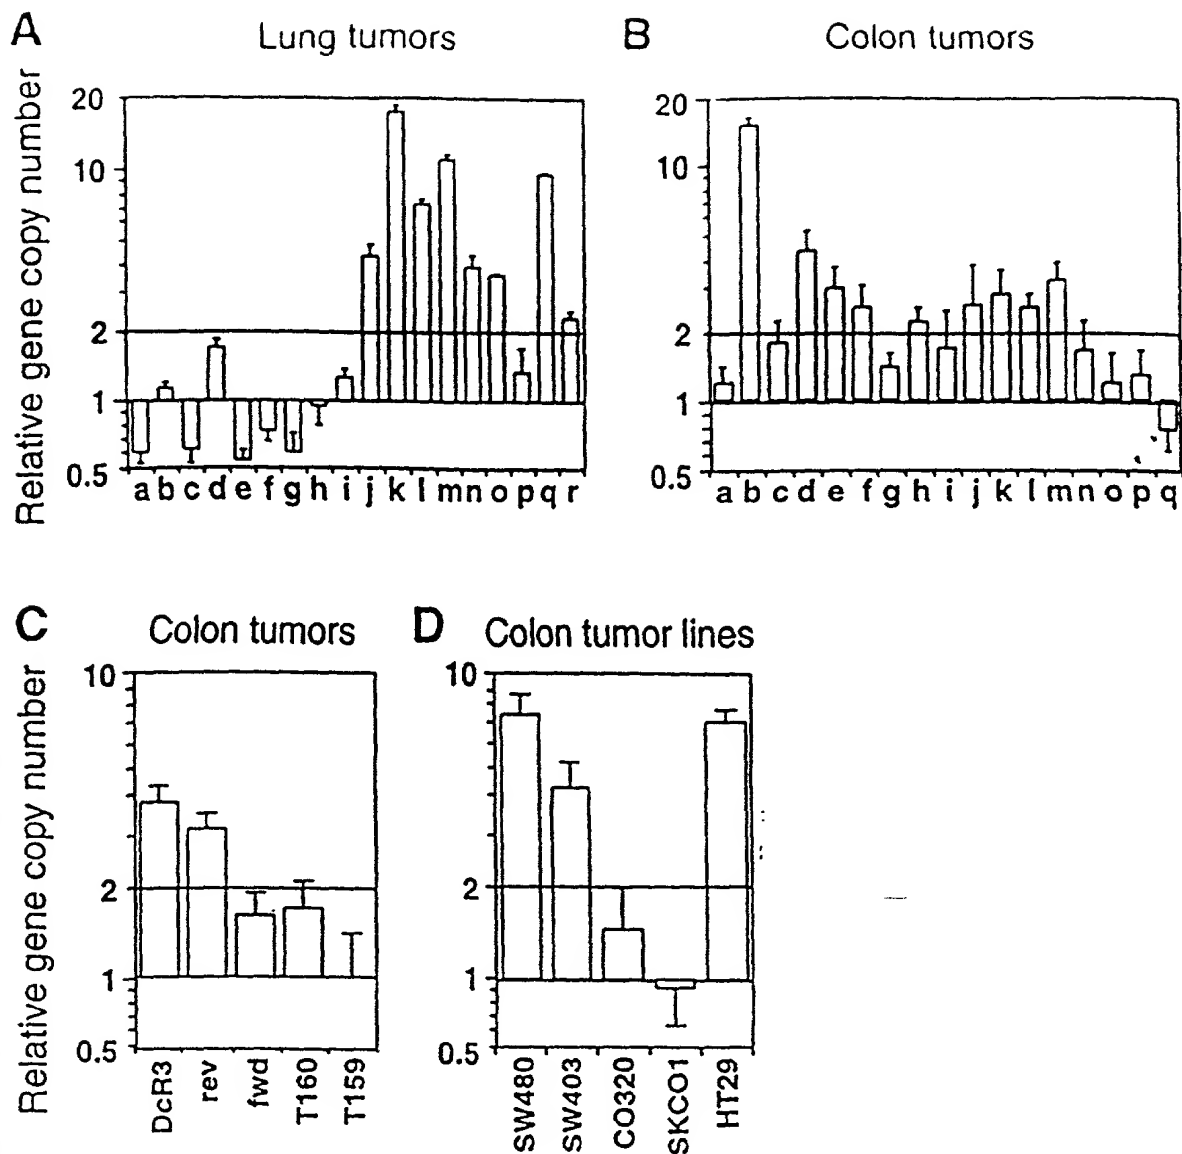 A
Lung tumors
Relative gene copy number
20
10
2
1
0.5
a b c d e f g h i j k l m n o p q r
B
Colon tumors
20
10
2
1
0.5
a b c d e f g h i j k l m n o p q
C
Colon tumors
Relative gene copy number
10
2
1
0.5
DcR3
rev
fwd
T160
T159
D
Colon tumor lines
10
2
1
0.5
SW480
SW403
CO320
SKCO1
HT29